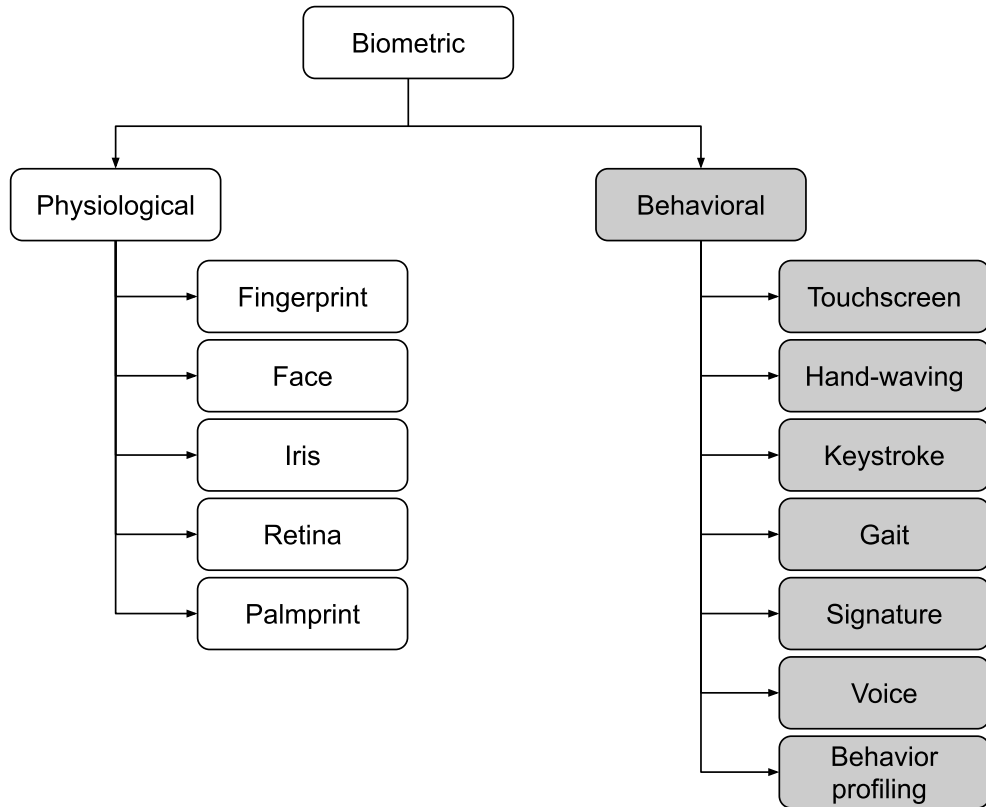 Biometric
Physiological
Behavioral
Fingerprint
Face
Iris
Retina
Palmprint
Touchscreen
Hand-waving
Keystroke
Gait
Signature
Voice
Behavior
profiling